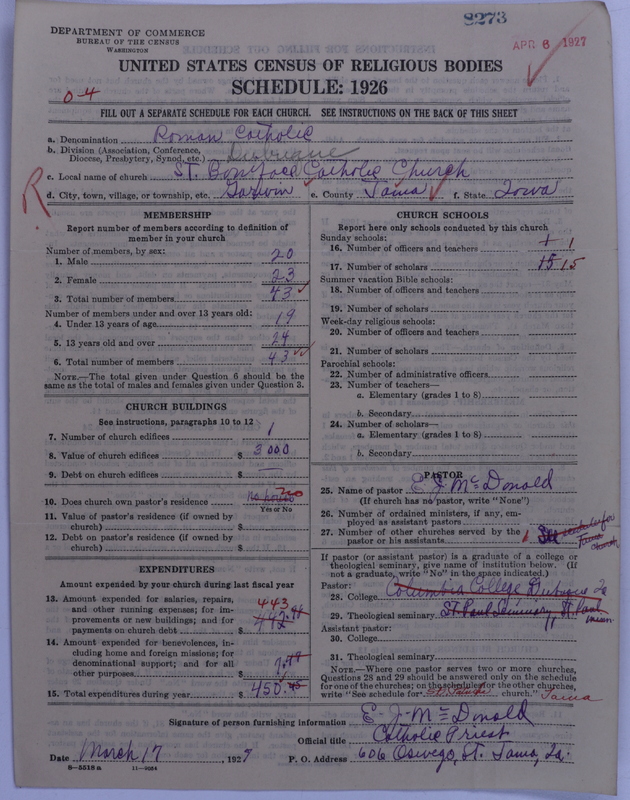 8273
DEPARTMENT OF COMMERCE
BUREAU OF THE CENSUS
WASHINGTON
APR 6 1927
UNITED STATES CENSUS OF RELIGIOUS BODIES
SCHEDULE: 1926
0-4
FILL OUT A SEPARATE SCHEDULE FOR EACH CHURCH. SEE INSTRUCTIONS ON THE BACK OF THIS SHEET
a. Denomination Roman Catholic
b. Division (Association, Conference, Diocese, Presbytery, Synod, etc.) Dubuque
c. Local name of church ST. Boniface Catholic Church
R
d. City, town, village, or township, etc. Garwin e. County Tama f. State Iowa
MEMBERSHIP
Report number of members according to definition of
member in your church
Number of members, by sex:
1. Male 20
2. Female 23
3. Total number of members 43
Number of members under and over 13 years old:
4. Under 13 years of age 19
5. 13 years old and over 24
6. Total number of members 43
NOTE.—The total given under Question 6 should be the
same as the total of males and females given under Question 3.
CHURCH BUILDINGS
See instructions, paragraphs 10 to 12
7. Number of church edifices 1
8. Value of church edifices $ 3000
9. Debt on church edifices $ —
10. Does church own pastor's residence no
Yes or No
11. Value of pastor's residence (if owned by
church) $
12. Debt on pastor's residence (if owned by
church) $
EXPENDITURES
Amount expended by your church during last fiscal year
13. Amount expended for salaries, repairs,
and other running expenses; for im-
provements or new buildings; and for
payments on church debt $ 443
14. Amount expended for benevolences, in-
cluding home and foreign missions; for
denominational support; and for all
other purposes $
15. Total expenditures during year $ 450
CHURCH SCHOOLS
Report here only schools conducted by this church
Sunday schools:
16. Number of officers and teachers 1 1
17. Number of scholars 15 15
Summer vacation Bible schools:
18. Number of officers and teachers
19. Number of scholars
Week-day religious schools:
20. Number of officers and teachers
21. Number of scholars
Parochial schools:
22. Number of administrative officers
23. Number of teachers—
a. Elementary (grades 1 to 8)
b. Secondary
24. Number of scholars—
a. Elementary (grades 1 to 8)
b. Secondary
PASTOR
25. Name of pastor E J McDonald
(If church has no pastor, write "None")
26. Number of ordained ministers, if any, em-
ployed as assistant pastors
27. Number of other churches served by the
pastor or his assistants 1 See schedule for Tama church
If pastor (or assistant pastor) is a graduate of a college or
theological seminary, give name of institution below. (If
not a graduate, write "No" in the space indicated.)
Pastor:
28. College Columbia College Dubuque Ia
29. Theological seminary St. Paul Seminary St. Paul Minn.
Assistant pastor:
30. College
31. Theological seminary
NOTE.—Where one pastor serves two or more churches,
Questions 28 and 29 should be answered only on the schedule
for one of the churches; on the schedules for the other churches,
write "See schedule for church." Tama
Signature of person furnishing information E-J-McDonald
Official title Catholic Priest
Date March 17, 1927 P. O. Address 606 Oswego, St. Tama, Ia.
8-5518 a 11-9054